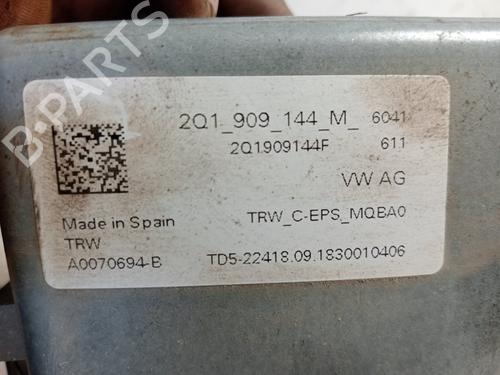 B-PARTS
2Q1_909_144_M_ 6041
2Q1909144F 611
VW AG
Made in Spain TRW_C-EPS_MQBA0
TRW
A0070694-B TD5-22418.09.1830010406